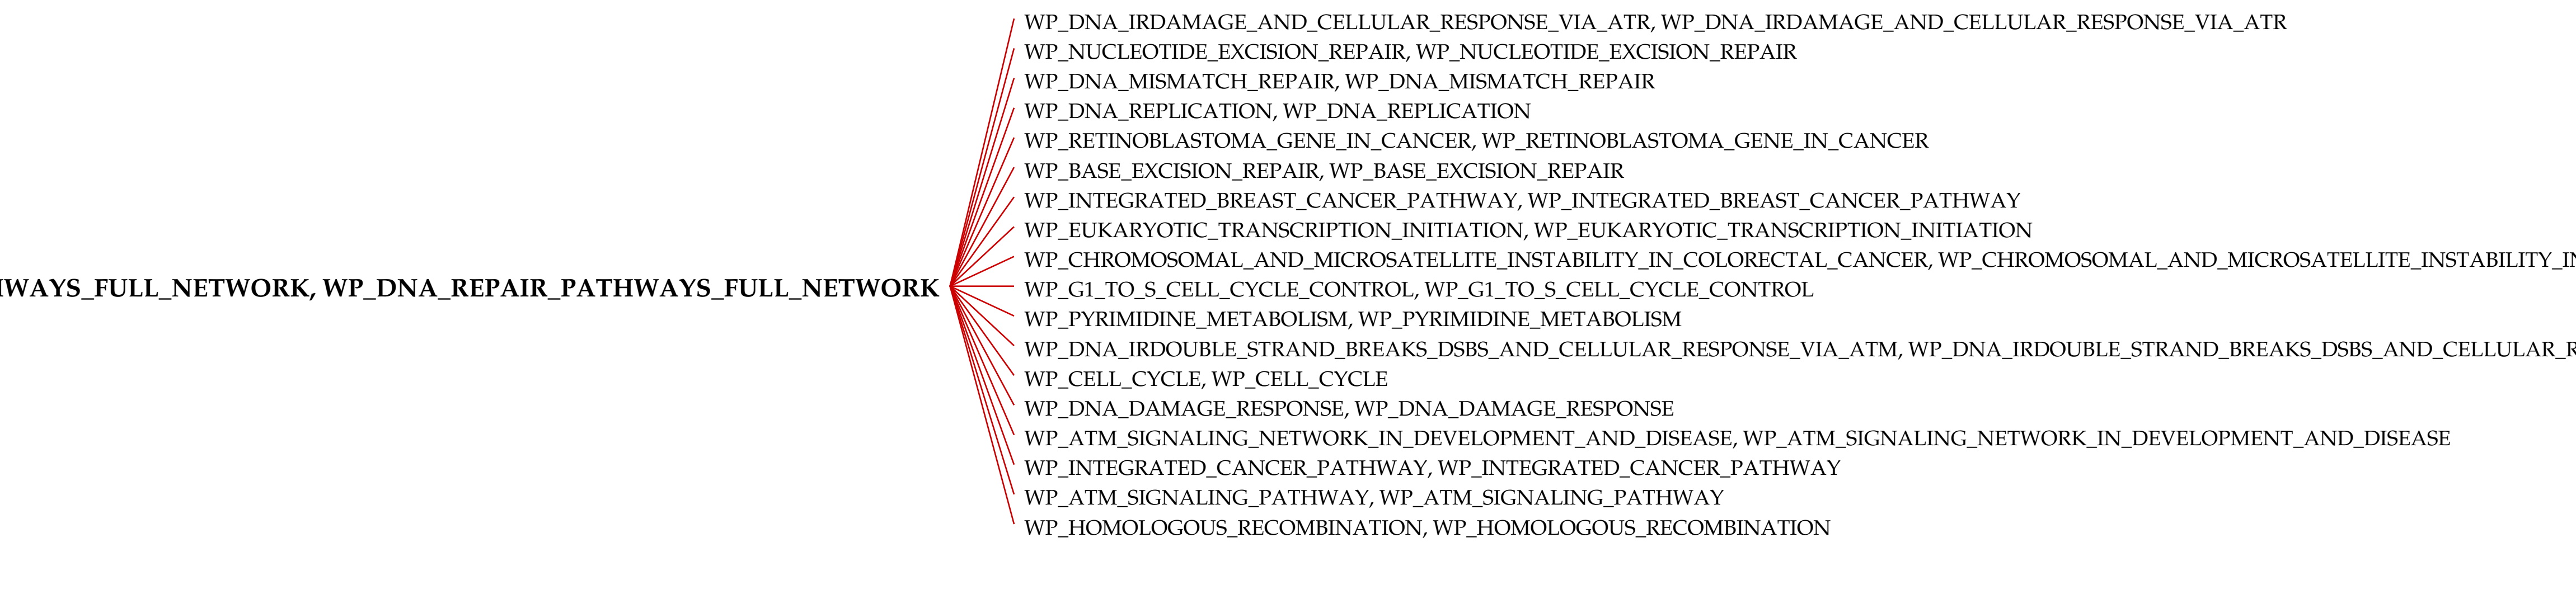 WP_DNA_IRDAMAGE_AND_CELLULAR_RESPONSE_VIA_ATR, WP_DNA_IRDAMAGE_AND_CELLULAR_RESPONSE_VIA_ATR
WP_NUCLEOTIDE_EXCISION_REPAIR, WP_NUCLEOTIDE_EXCISION_REPAIR
WP_DNA_MISMATCH_REPAIR, WP_DNA_MISMATCH_REPAIR
WP_DNA_REPLICATION, WP_DNA_REPLICATION
WP_RETINOBLASTOMA_GENE_IN_CANCER, WP_RETINOBLASTOMA_GENE_IN_CANCER
WP_BASE_EXCISION_REPAIR, WP_BASE_EXCISION_REPAIR
WP_INTEGRATED_BREAST_CANCER_PATHWAY, WP_INTEGRATED_BREAST_CANCER_PATHWAY
WP_EUKARYOTIC_TRANSCRIPTION_INITIATION, WP_EUKARYOTIC_TRANSCRIPTION_INITIATION
WP_CHROMOSOMAL_AND_MICROSATELLITE_INSTABILITY_IN_COLORECTAL_CANCER, WP_CHROMOSOMAL_AND_MICROSATELLITE_INSTABILITY_IN
HWAYS_FULL_NETWORK, WP_DNA_REPAIR_PATHWAYS_FULL_NETWORK
WP_G1_TO_S_CELL_CYCLE_CONTROL, WP_G1_TO_S_CELL_CYCLE_CONTROL
WP_PYRIMIDINE_METABOLISM, WP_PYRIMIDINE_METABOLISM
WP_DNA_IRDOUBLE_STRAND_BREAKS_DSBS_AND_CELLULAR_RESPONSE_VIA_ATM, WP_DNA_IRDOUBLE_STRAND_BREAKS_DSBS_AND_CELLULAR_R
WP_CELL_CYCLE, WP_CELL_CYCLE
WP_DNA_DAMAGE_RESPONSE, WP_DNA_DAMAGE_RESPONSE
WP_ATM_SIGNALING_NETWORK_IN_DEVELOPMENT_AND_DISEASE, WP_ATM_SIGNALING_NETWORK_IN_DEVELOPMENT_AND_DISEASE
WP_INTEGRATED_CANCER_PATHWAY, WP_INTEGRATED_CANCER_PATHWAY
WP_ATM_SIGNALING_PATHWAY, WP_ATM_SIGNALING_PATHWAY
WP_HOMOLOGOUS_RECOMBINATION, WP_HOMOLOGOUS_RECOMBINATION